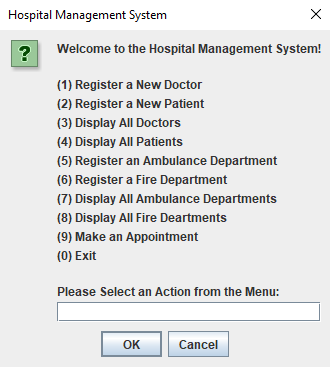 Hospital Management System
Welcome to the Hospital Management System!
(1) Register a New Doctor
(2) Register a New Patient
(3) Display All Doctors
(4) Display All Patients
(5) Register an Ambulance Department
(6) Register a Fire Department
(7) Display All Ambulance Departments
(8) Display All Fire Deartments
(9) Make an Appointment
(0) Exit
Please Select an Action from the Menu:
OK Cancel